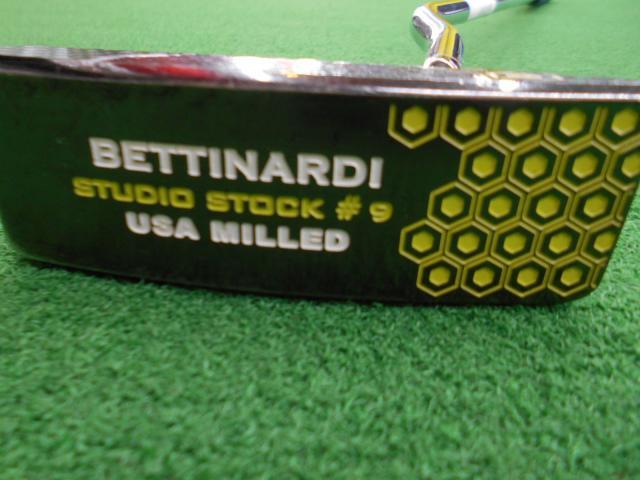 BETTINARDI
STUDIO STOCK #9
USA MILLED